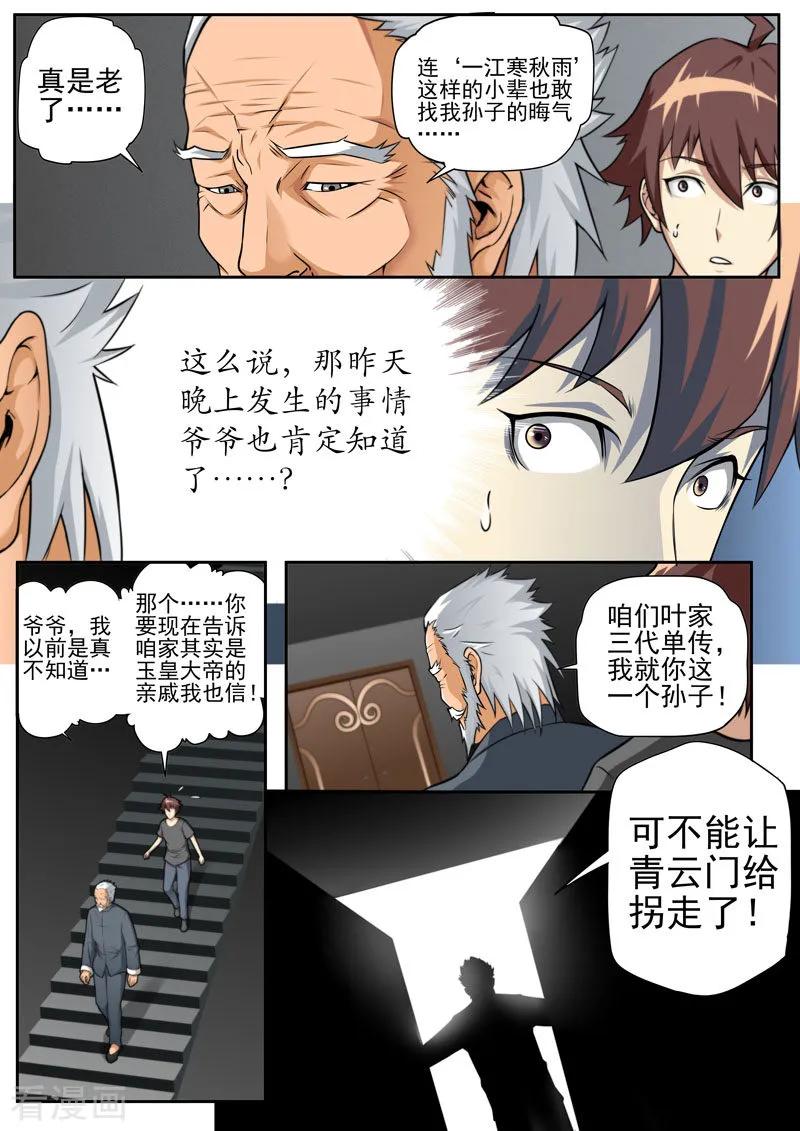 真是老
了……
连‘一江寒秋雨’
这样的小辈也敢
找我孙子的晦气
……
这么说，那昨天
晚上发生的事情
爷爷也肯定知道
了……？
爷爷，我
以前是真
不知道…
那个……你
要现在告诉
咱家其实是
玉皇大帝的
亲戚我也信！
咱们叶家
三代单传，
我就你这
一个孙子！
可不能让
青云门给
拐走了！
看漫画